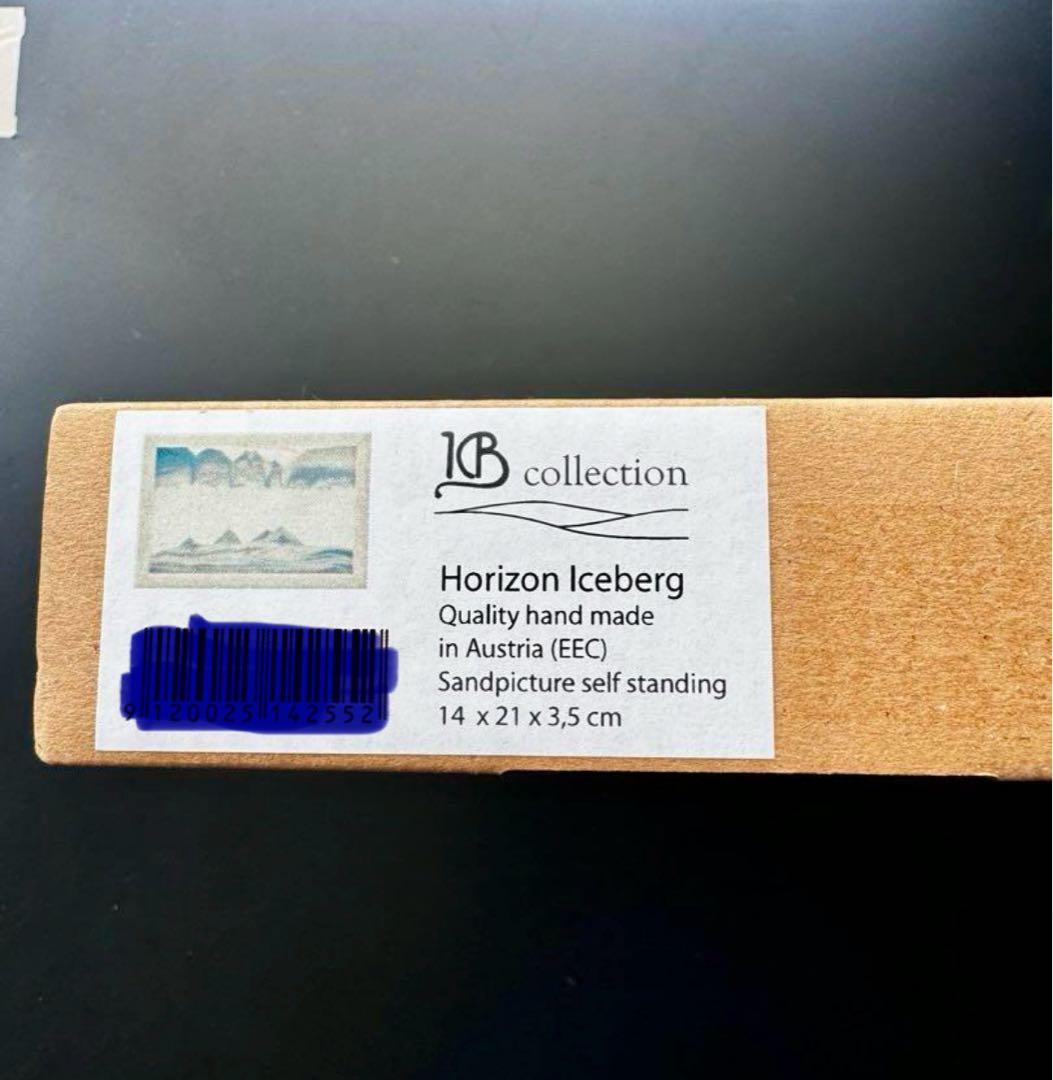 KB collection
Horizon Iceberg
Quality hand made
in Austria (EEC)
Sandpicture self standing
14 x 21 x 3,5 cm
9 120025 142552